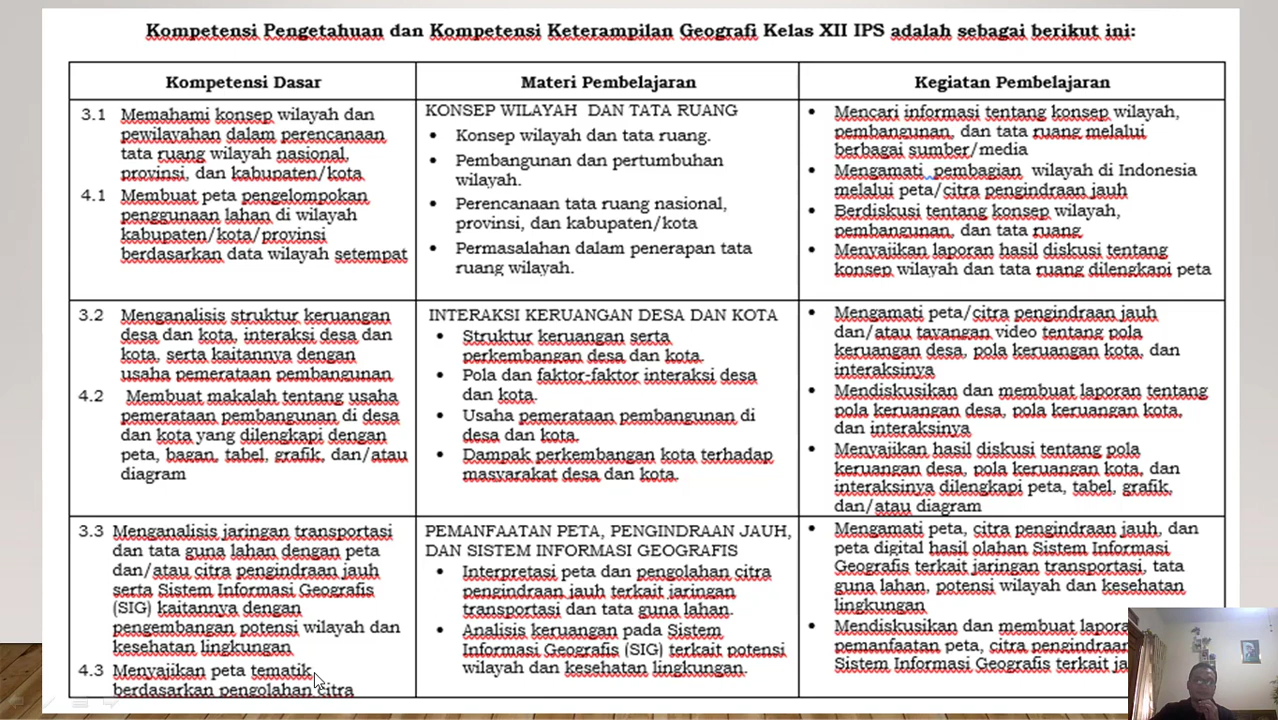 Kompetensi Pengetahuan dan Kompetensi Keterampilan Geografi Kelas XII IPS adalah sebagai berikut ini:
Kompetensi Dasar
Materi Pembelajaran
Kegiatan Pembelajaran
3.1 Memahami konsep wilayah dan
pewilayahan dalam perencanaan
tata ruang wilayah nasional,
provinsi, dan kabupaten/kota
4.1 Membuat peta pengelompokan
penggunaan lahan di wilayah
kabupaten/kota/provinsi
berdasarkan data wilayah setempat
KONSEP WILAYAH DAN TATA RUANG
• Konsep wilayah dan tata ruang.
• Pembangunan dan pertumbuhan
wilayah.
• Perencanaan tata ruang nasional,
provinsi, dan kabupaten/kota
• Permasalahan dalam penerapan tata
ruang wilayah.
• Mencari informasi tentang konsep wilayah,
pembangunan, dan tata ruang melalui
berbagai sumber/media
• Mengamati pembagian wilayah di Indonesia
melalui peta/citra pengindraan jauh
• Berdiskusi tentang konsep wilayah,
pembangunan, dan tata ruang
• Menyajikan laporan hasil diskusi tentang
konsep wilayah dan tata ruang dilengkapi peta
3.2 Menganalisis struktur keruangan
desa dan kota, interaksi desa dan
kota, serta kaitannya dengan
usaha pemerataan pembangunan
4.2 Membuat makalah tentang usaha
pemerataan pembangunan di desa
dan kota yang dilengkapi dengan
peta, bagan, tabel, grafik, dan/atau
diagram
INTERAKSI KERUANGAN DESA DAN KOTA
• Struktur keruangan serta
perkembangan desa dan kota.
• Pola dan faktor-faktor interaksi desa
dan kota.
• Usaha pemerataan pembangunan di
desa dan kota.
• Dampak perkembangan kota terhadap
masyarakat desa dan kota.
• Mengamati peta/citra pengindraan jauh
dan/atau tayangan video tentang pola
keruangan desa, pola keruangan kota, dan
interaksinya
• Mendiskusikan dan membuat laporan tentang
pola keruangan desa, pola keruangan kota,
dan interaksinya
• Menyajikan hasil diskusi tentang pola
keruangan desa, pola keruangan kota, dan
interaksinya dilengkapi peta, tabel, grafik,
dan/atau diagram
3.3 Menganalisis jaringan transportasi
dan tata guna lahan dengan peta
dan/atau citra pengindraan jauh
serta Sistem Informasi Geografis
(SIG) kaitannya dengan
pengembangan potensi wilayah dan
kesehatan lingkungan
4.3 Menyajikan peta tematik
berdasarkan pengolahan citra
PEMANFAATAN PETA, PENGINDRAAN JAUH,
DAN SISTEM INFORMASI GEOGRAFIS
• Interpretasi peta dan pengolahan citra
pengindraan jauh terkait jaringan
transportasi dan tata guna lahan.
• Analisis keruangan pada Sistem
Informasi Geografis (SIG) terkait potensi
wilayah dan kesehatan lingkungan.
• Mengamati peta, citra pengindraan jauh, dan
peta digital hasil olahan Sistem Informasi
Geografis terkait jaringan transportasi, tata
guna lahan, potensi wilayah dan kesehatan
lingkungan
• Mendiskusikan dan membuat lapora
pemanfaatan peta, citra pengindraan
Sistem Informasi Geografis terkait ja